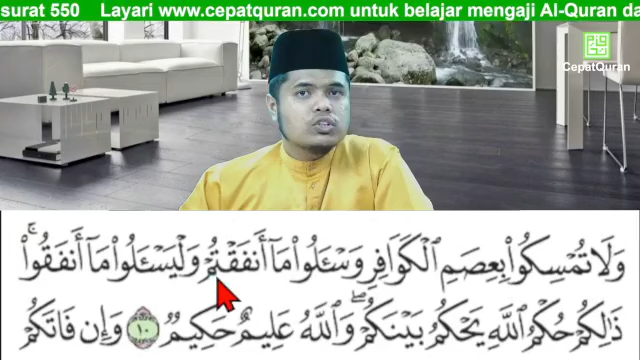 surat 550 Layari www.cepatquran.com untuk belajar mengaji Al-Quran da
CepatQuran
وَلَا تُمْسِكُوا۟ بِعِصَمِ ٱلْكَوَافِرِ وَسْـَٔلُوا۟ مَآ أَنفَقْتُمْ وَلْيَسْـَٔلُوا۟ مَآ أَنفَقُوا۟ ۚ
ذَٰلِكُمْ حُكْمُ ٱللَّهِ يَحْكُمُ بَيْنَكُمْ ۖ وَٱللَّهُ عَلِيمٌ حَكِيمٌ ١٠ وَإِن فَاتَكُمْ